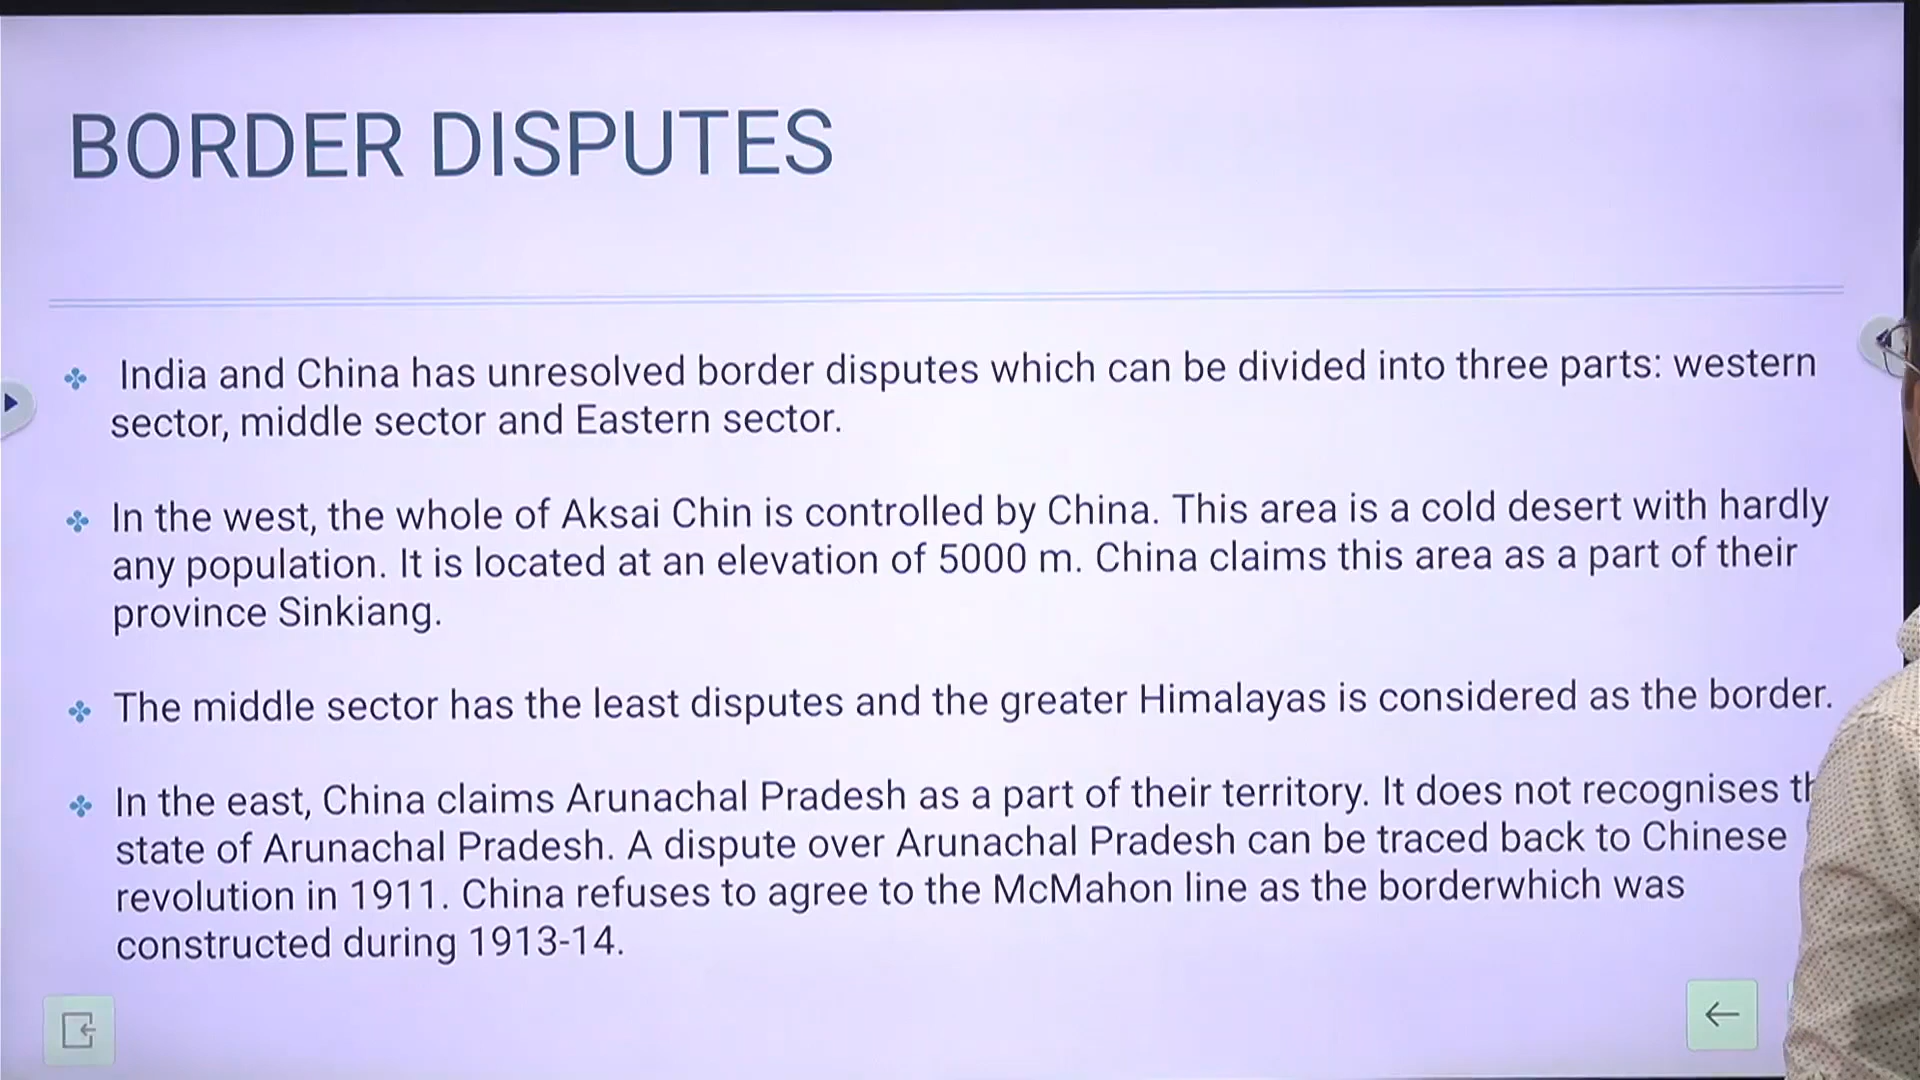 BORDER DISPUTES
India and China has unresolved border disputes which can be divided into three parts: western
sector, middle sector and Eastern sector.
In the west, the whole of Aksai Chin is controlled by China. This area is a cold desert with hardly
any population. It is located at an elevation of 5000 m. China claims this area as a part of their
province Sinkiang.
The middle sector has the least disputes and the greater Himalayas is considered as the border.
In the east, China claims Arunachal Pradesh as a part of their territory. It does not recognises
state of Arunachal Pradesh. A dispute over Arunachal Pradesh can be traced back to Chinese
revolution in 1911. China refuses to agree to the McMahon line as the borderwhich was
constructed during 1913-14.